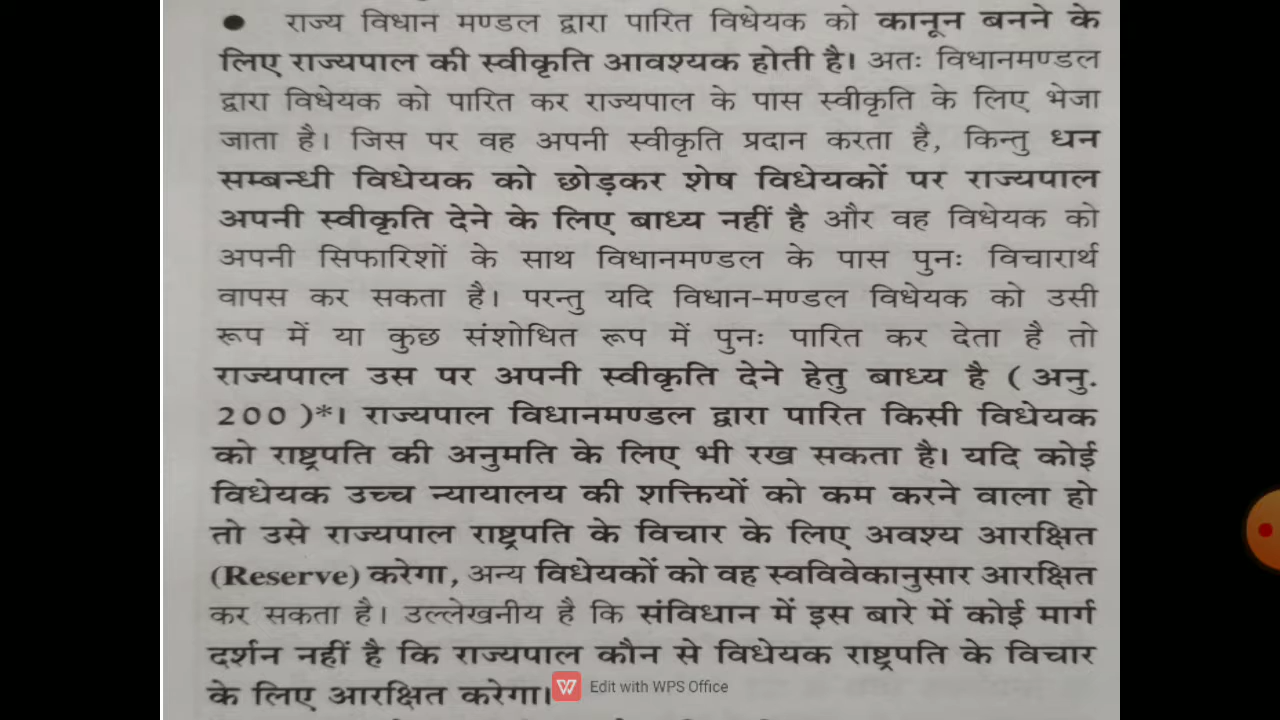 ● राज्य विधान मण्डल द्वारा पारित विधेयक को कानून बनने के
लिए राज्यपाल की स्वीकृति आवश्यक होती है। अतः विधानमण्डल
द्वारा विधेयक को पारित कर राज्यपाल के पास स्वीकृति के लिए भेजा
जाता है। जिस पर वह अपनी स्वीकृति प्रदान करता है, किन्तु धन
सम्बन्धी विधेयक को छोड़कर शेष विधेयकों पर राज्यपाल
अपनी स्वीकृति देने के लिए बाध्य नहीं है और वह विधेयक को
अपनी सिफारिशों के साथ विधानमण्डल के पास पुनः विचारार्थ
वापस कर सकता है। परन्तु यदि विधान-मण्डल विधेयक को उसी
रूप में या कुछ संशोधित रूप में पुनः पारित कर देता है तो
राज्यपाल उस पर अपनी स्वीकृति देने हेतु बाध्य है ( अनु.
200 )*। राज्यपाल विधानमण्डल द्वारा पारित किसी विधेयक
को राष्ट्रपति की अनुमति के लिए भी रख सकता है। यदि कोई
विधेयक उच्च न्यायालय की शक्तियों को कम करने वाला हो
तो उसे राज्यपाल राष्ट्रपति के विचार के लिए अवश्य आरक्षित
(Reserve) करेगा, अन्य विधेयकों को वह स्वविवेकानुसार आरक्षित
कर सकता है। उल्लेखनीय है कि संविधान में इस बारे में कोई मार्ग
दर्शन नहीं है कि राज्यपाल कौन से विधेयक राष्ट्रपति के विचार
के लिए आरक्षित करेगा।
Edit with WPS Office